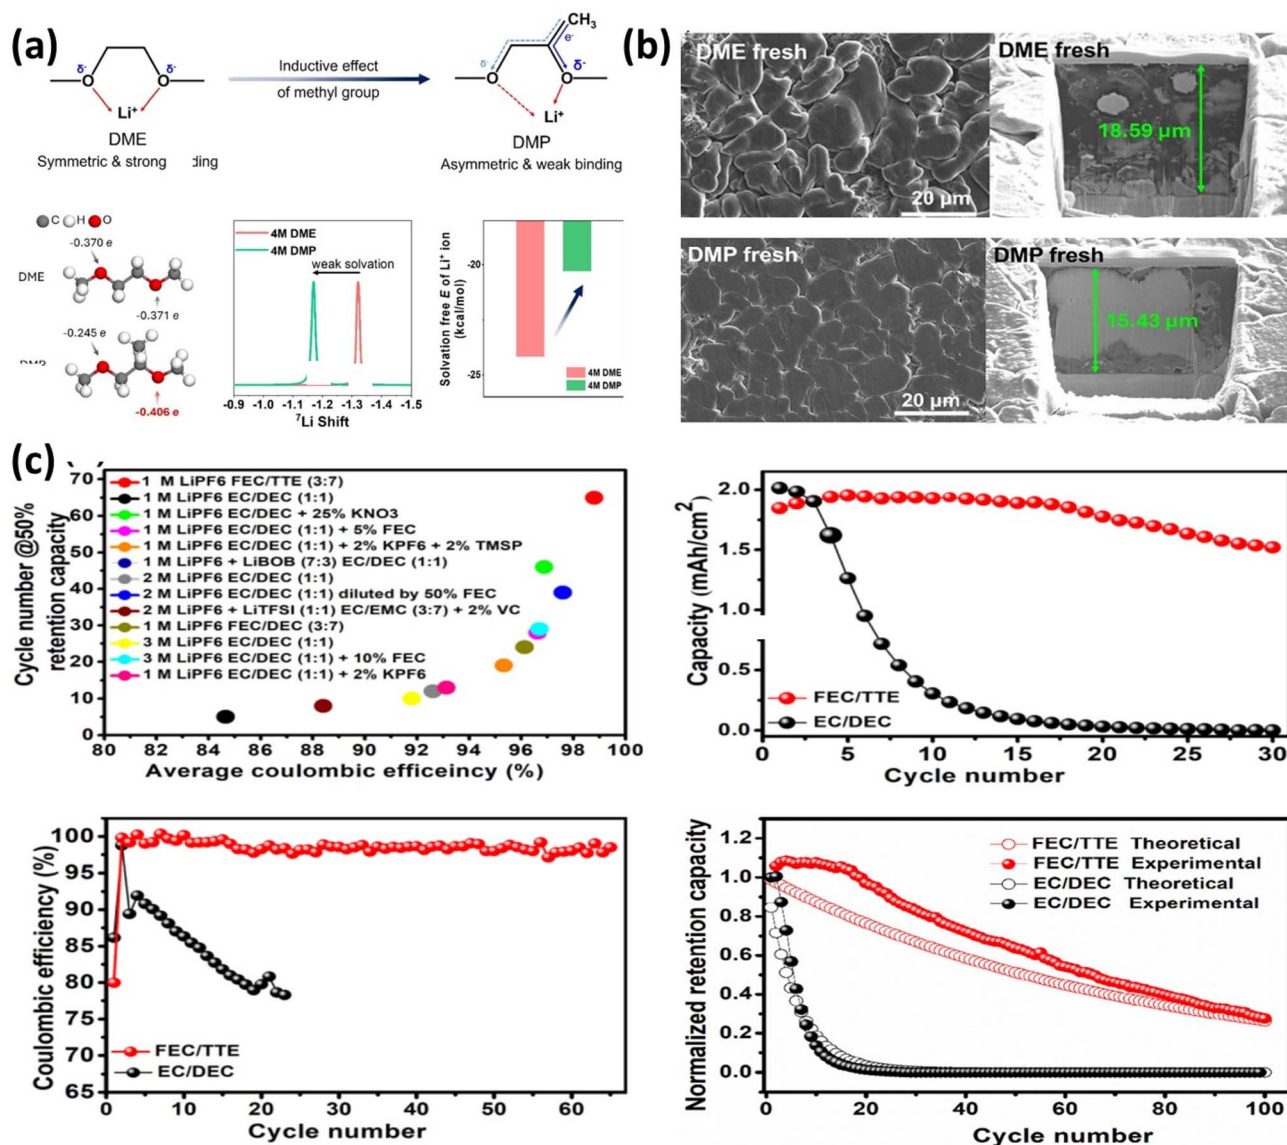 (a)
CH₃
e⁻
δ⁻ δ⁻
O O
Li⁺
DME
Symmetric & strong ding
Inductive effect
of methyl group
δ⁻ δ⁻
O O
Li⁺
DMP
Asymmetric & weak binding
C H O
-0.370 e
DME
-0.371 e
-0.245 e
-0.406 e
4M DME
4M DMP
weak solvation
-0.9 -1.0 -1.1 -1.2 -1.3 -1.4 -1.5
⁷Li Shift
Solvation free E of Li⁺ ion
(kcal/mol)
-20
-25
4M DME
4M DMP
(b)
DME fresh
20 μm
DME fresh
18.59 μm
DMP fresh
20 μm
DMP fresh
15.43 μm
(c)
Cycle number @50%
retention capacity
70
60
50
40
30
20
10
0
1 M LiPF6 FEC/TTE (3:7)
1 M LiPF6 EC/DEC (1:1)
1 M LiPF6 EC/DEC + 25% KNO3
1 M LiPF6 EC/DEC (1:1) + 5% FEC
1 M LiPF6 EC/DEC (1:1) + 2% KPF6 + 2% TMSP
1 M LiPF6 + LiBOB (7:3) EC/DEC (1:1)
2 M LiPF6 EC/DEC (1:1)
2 M LiPF6 EC/DEC (1:1) diluted by 50% FEC
2 M LiPF6 + LiTFSI (1:1) EC/EMC (3:7) + 2% VC
1 M LiPF6 FEC/DEC (3:7)
3 M LiPF6 EC/DEC (1:1)
3 M LiPF6 EC/DEC (1:1) + 10% FEC
1 M LiPF6 EC/DEC (1:1) + 2% KPF6
80 82 84 86 88 90 92 94 96 98 100
Average coulombic efficeincy (%)
Capacity (mAh/cm²)
2.0
1.5
1.0
0.5
0.0
FEC/TTE
EC/DEC
0 5 10 15 20 25 30
Cycle number
Coulombic efficiency (%)
100
95
90
85
80
75
70
65
FEC/TTE
EC/DEC
0 10 20 30 40 50 60
Cycle number
Normalized retention capacity
1.2
1.0
0.8
0.6
0.4
0.2
0.0
FEC/TTE Theoretical
FEC/TTE Experimental
EC/DEC Theoretical
EC/DEC Experimental
0 20 40 60 80 100
Cycle number